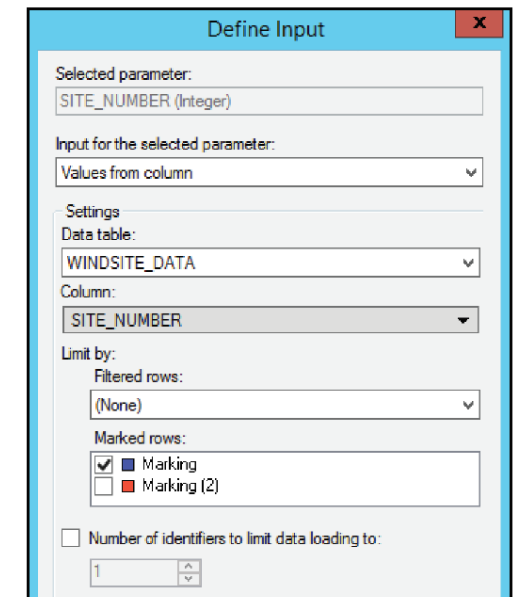 Define Input
x
Selected parameter:
SITE_NUMBER (Integer)
Input for the selected parameter:
Values from column
Settings
Data table:
WINDSITE_DATA
Column:
SITE_NUMBER
Limit by:
Filtered rows:
(None)
Marked rows:
Marking
Marking (2)
Number of identifiers to limit data loading to:
1